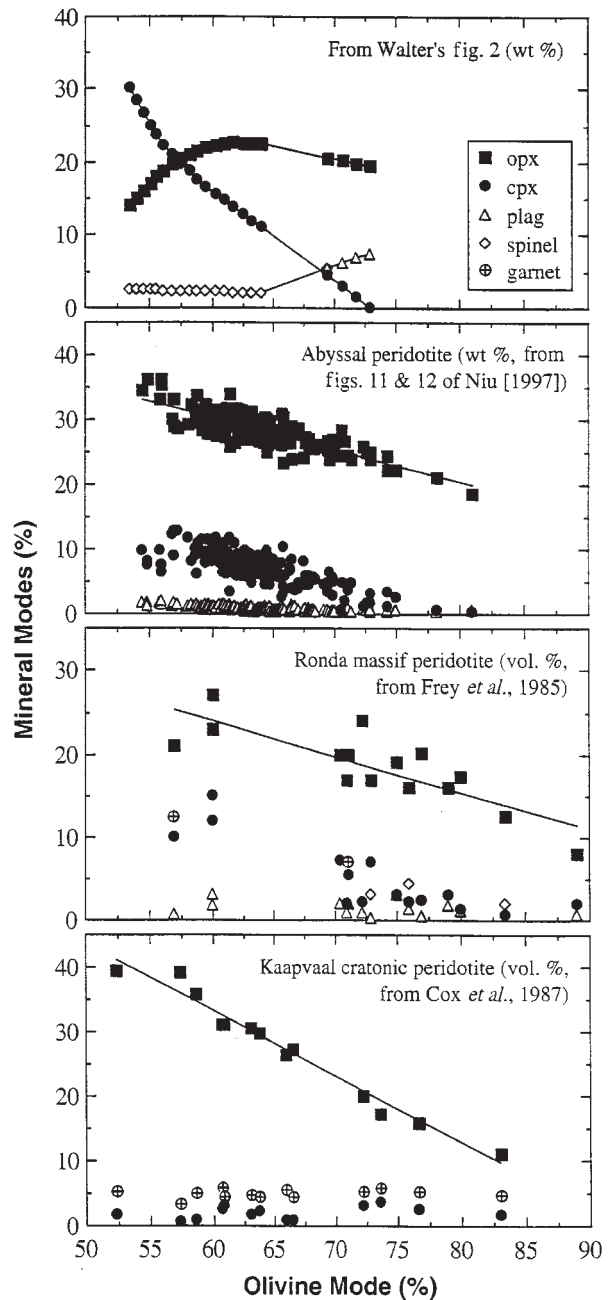 40
30
20
10
0
From Walter's fig. 2 (wt %)
opx
cpx
plag
spinel
garnet
40
30
20
10
0
Abyssal peridotite (wt %, from
figs. 11 & 12 of Niu [1997])
30
20
10
0
Ronda massif peridotite (vol. %,
from Frey et al., 1985)
40
30
20
10
0
Kaapvaal cratonic peridotite (vol. %,
from Cox et al., 1987)
50 55 60 65 70 75 80 85 90
Olivine Mode (%)
Mineral Modes (%)